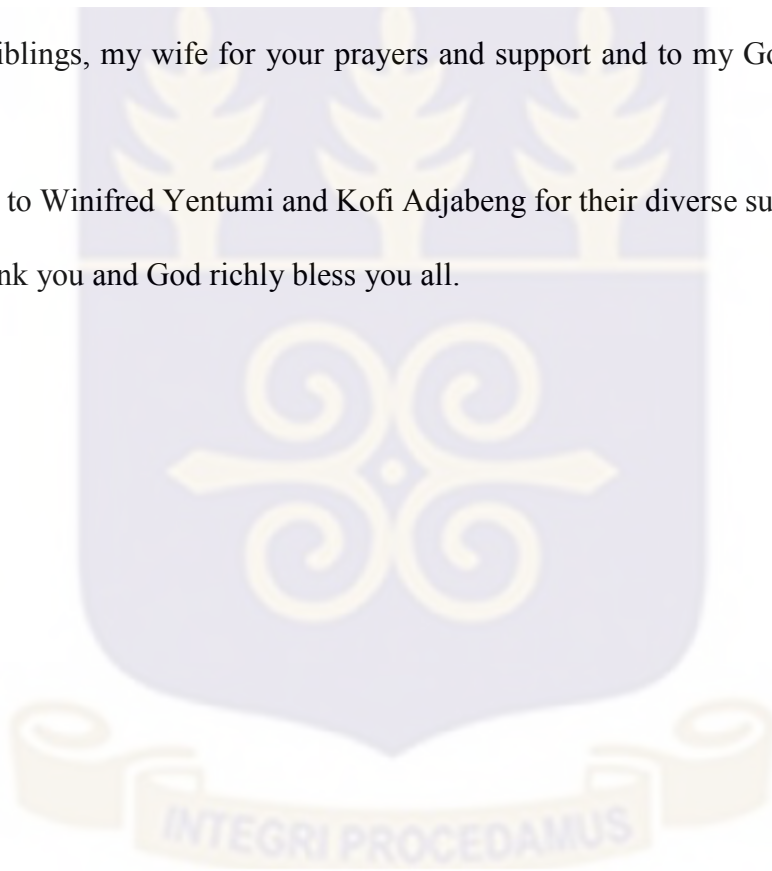 iblings, my wife for your prayers and support and to my Go
to Winifred Yentumi and Kofi Adjabeng for their diverse su
nk you and God richly bless you all.
INTEGRI PROCEDAMUS